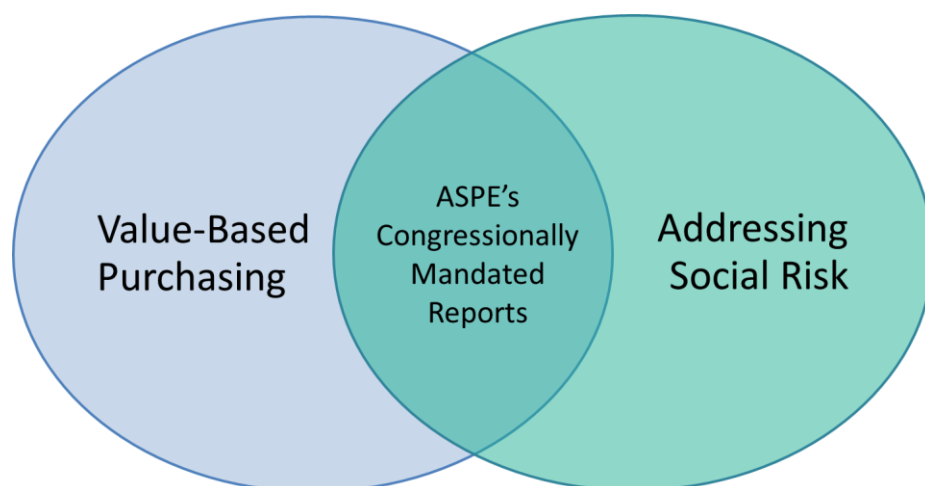 Value-Based
Purchasing
ASPE’s
Congressionally
Mandated
Reports
Addressing
Social Risk